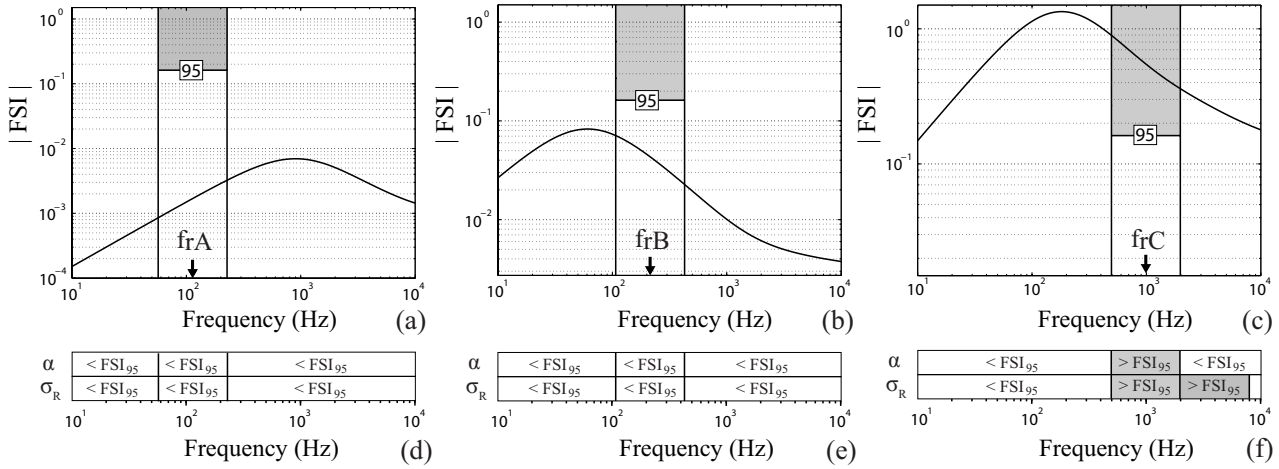 | FSI |
10⁰
10⁻¹
10⁻²
10⁻³
10⁻⁴
95
frA
10¹ 10² 10³ 10⁴
Frequency (Hz)
(a)
| FSI |
10⁰
10⁻¹
10⁻²
95
frB
10¹ 10² 10³ 10⁴
Frequency (Hz)
(b)
| FSI |
10⁰
10⁻¹
95
frC
10¹ 10² 10³ 10⁴
Frequency (Hz)
(c)
α < FSI₉₅ < FSI₉₅ < FSI₉₅
σR < FSI₉₅ < FSI₉₅ < FSI₉₅
10¹ 10² 10³ 10⁴
Frequency (Hz)
(d)
α < FSI₉₅ < FSI₉₅ < FSI₉₅
σR < FSI₉₅ < FSI₉₅ < FSI₉₅
10¹ 10² 10³ 10⁴
Frequency (Hz)
(e)
α < FSI₉₅ > FSI₉₅ < FSI₉₅
σR < FSI₉₅ > FSI₉₅ > FSI₉₅
10¹ 10² 10³ 10⁴
Frequency (Hz)
(f)